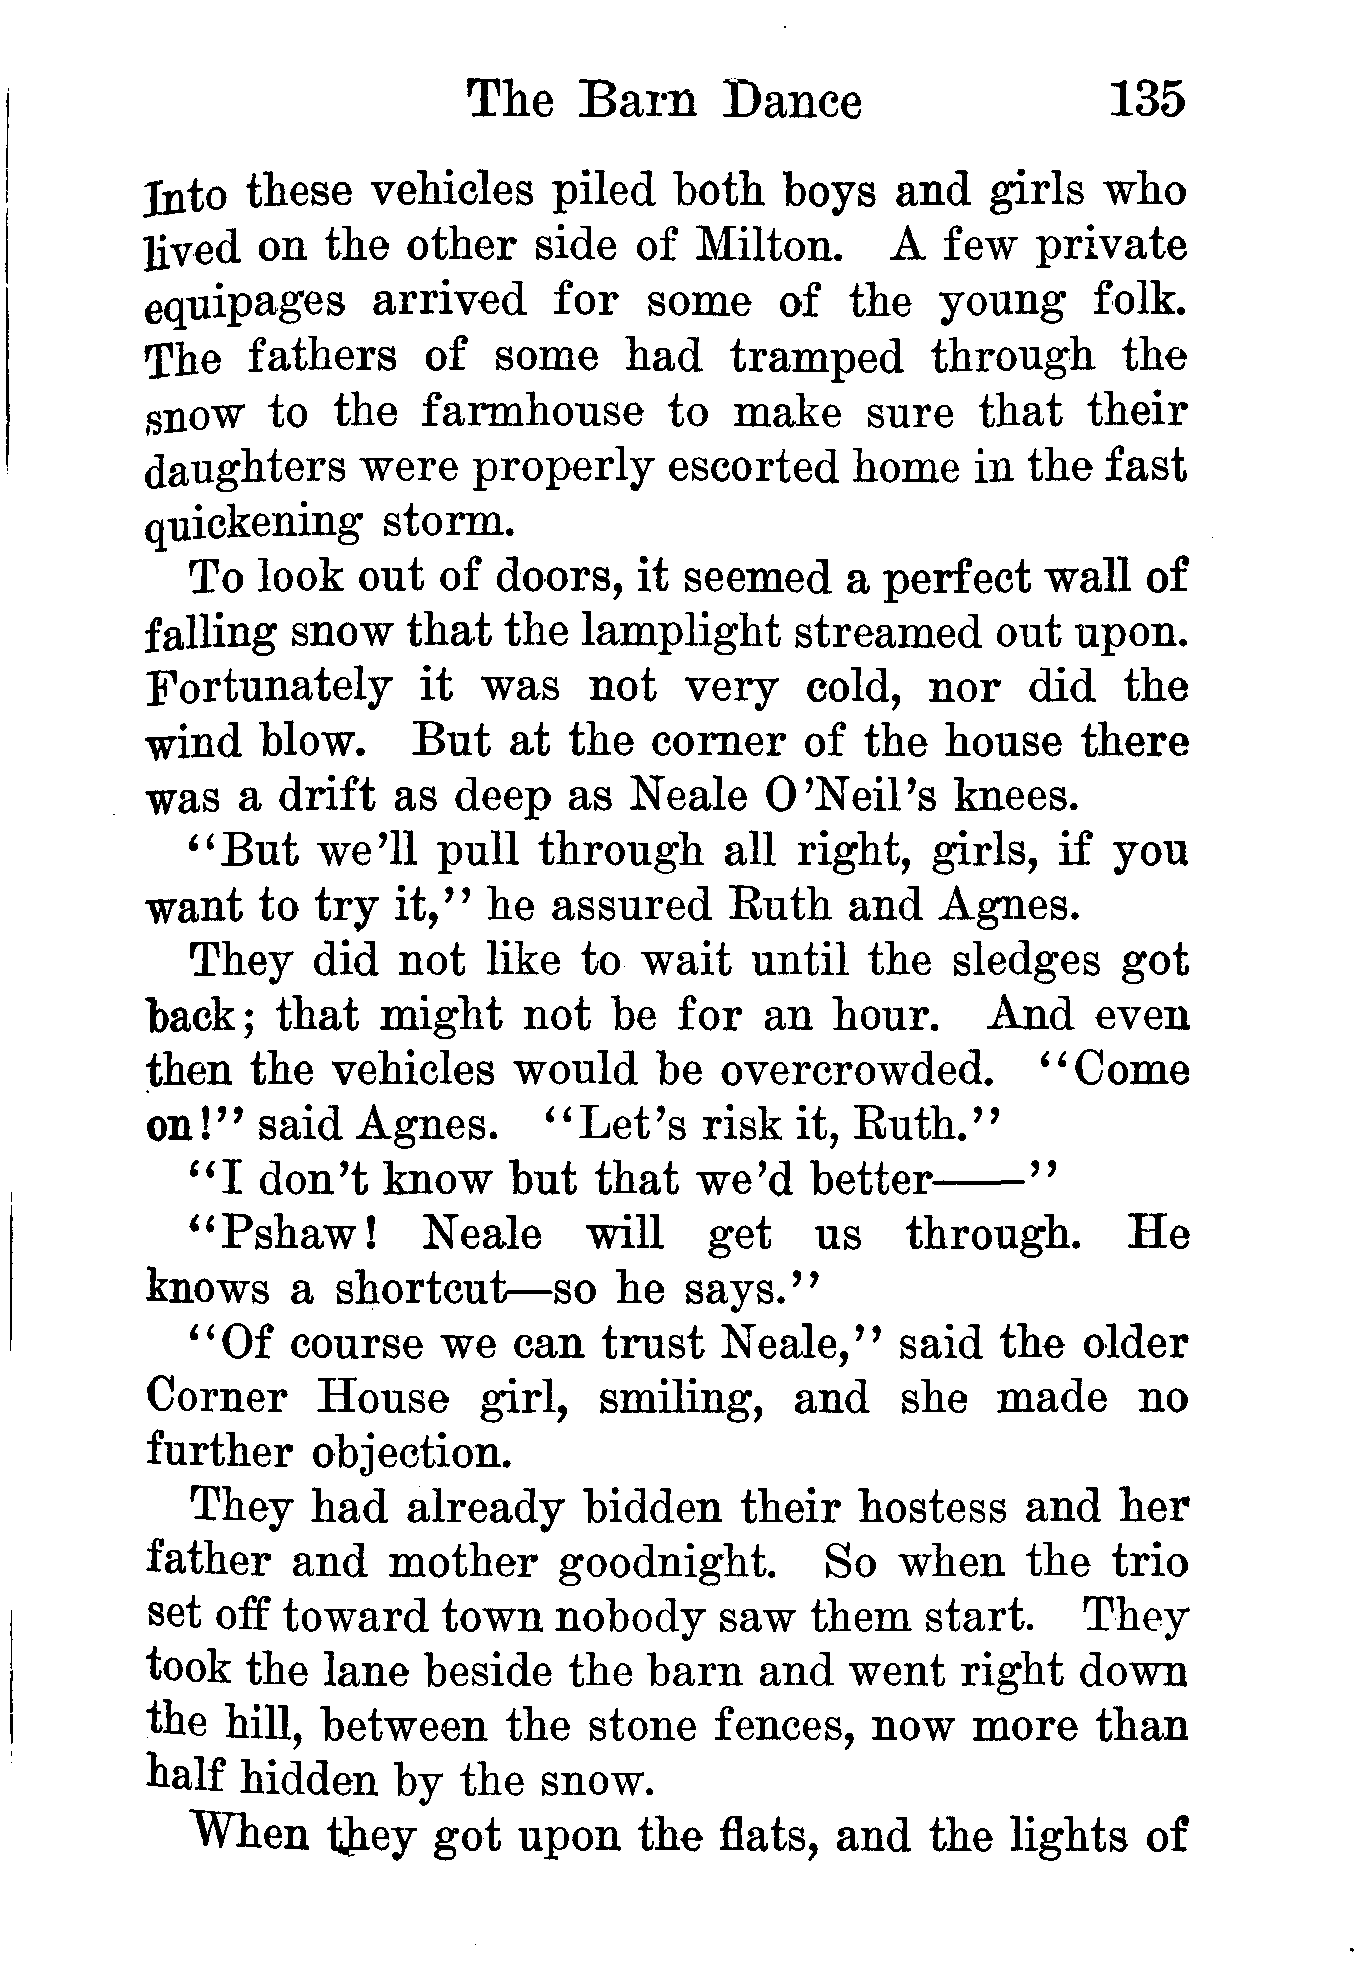 The Barn Dance 135
Into these vehicles piled both boys and girls who
lived on the other side of Milton. A few private
equipages arrived for some of the young folk.
The fathers of some had tramped through the
snow to the farmhouse to make sure that their
daughters were properly escorted home in the fast
quickening storm.
To look out of doors, it seemed a perfect wall of
falling snow that the lamplight streamed out upon.
Fortunately it was not very cold, nor did the
wind blow. But at the corner of the house there
was a drift as deep as Neale O'Neil's knees.
"But we'll pull through all right, girls, if you
want to try it," he assured Ruth and Agnes.
They did not like to wait until the sledges got
back; that might not be for an hour. And even
then the vehicles would be overcrowded. "Come
on!" said Agnes. "Let's risk it, Ruth."
"I don't know but that we'd better——"
"Pshaw! Neale will get us through. He
knows a shortcut—so he says."
"Of course we can trust Neale," said the older
Corner House girl, smiling, and she made no
further objection.
They had already bidden their hostess and her
father and mother goodnight. So when the trio
set off toward town nobody saw them start. They
took the lane beside the barn and went right down
the hill, between the stone fences, now more than
half hidden by the snow.
When they got upon the flats, and the lights of